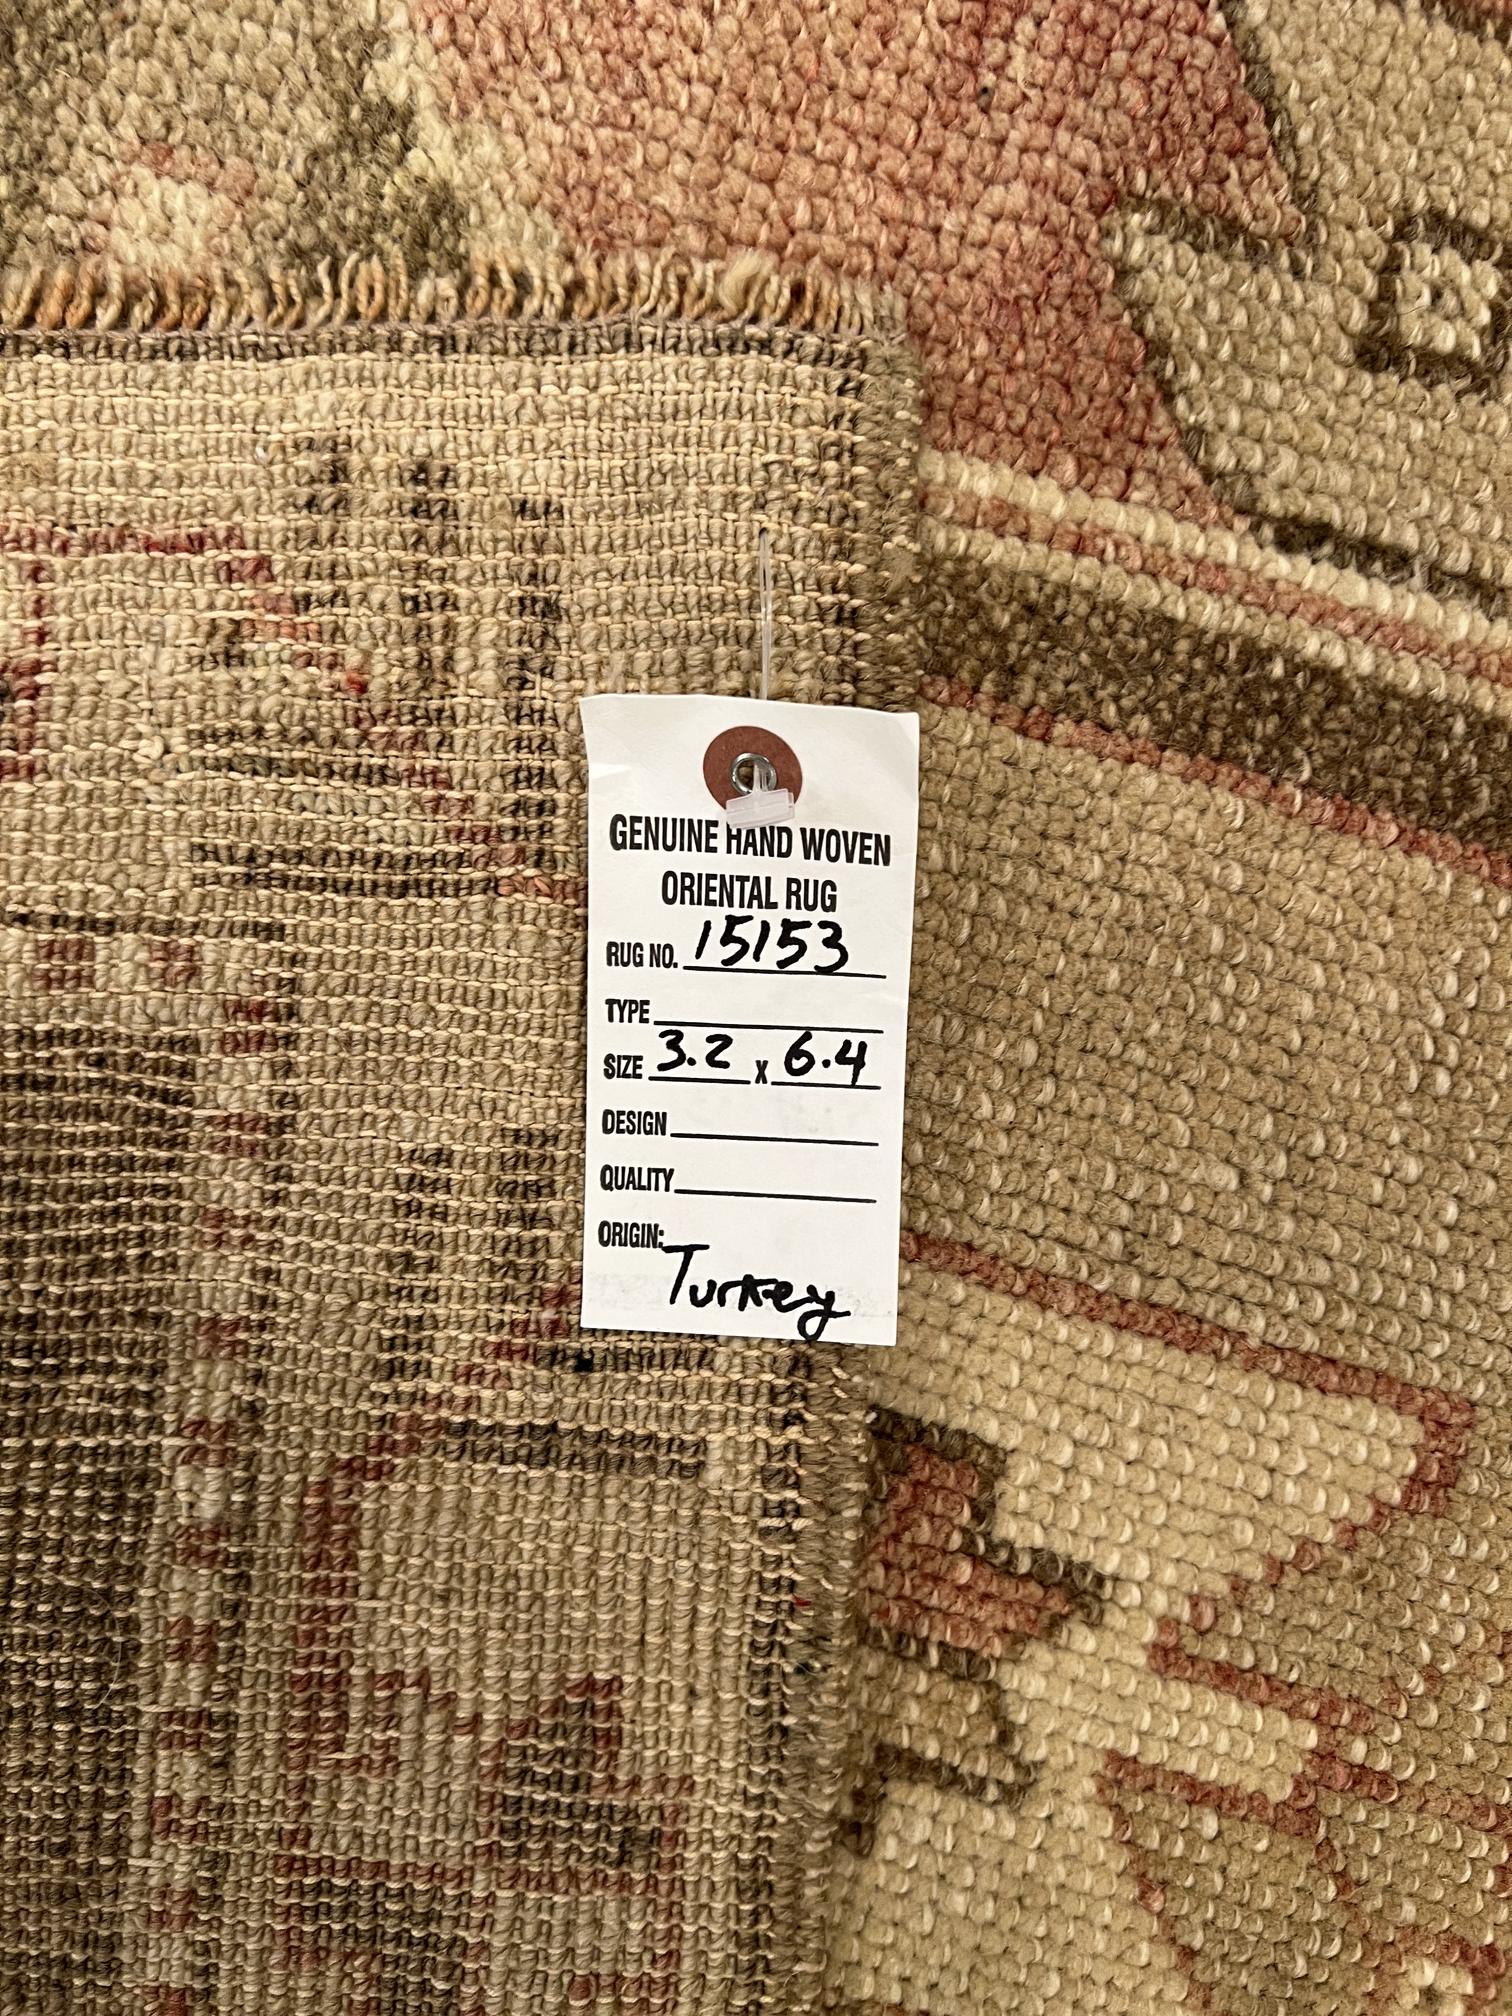 GENUINE HAND WOVEN
ORIENTAL RUG
RUG NO. 15153
TYPE
SIZE 3.2 x 6.4
DESIGN
QUALITY
ORIGIN:
Turkey